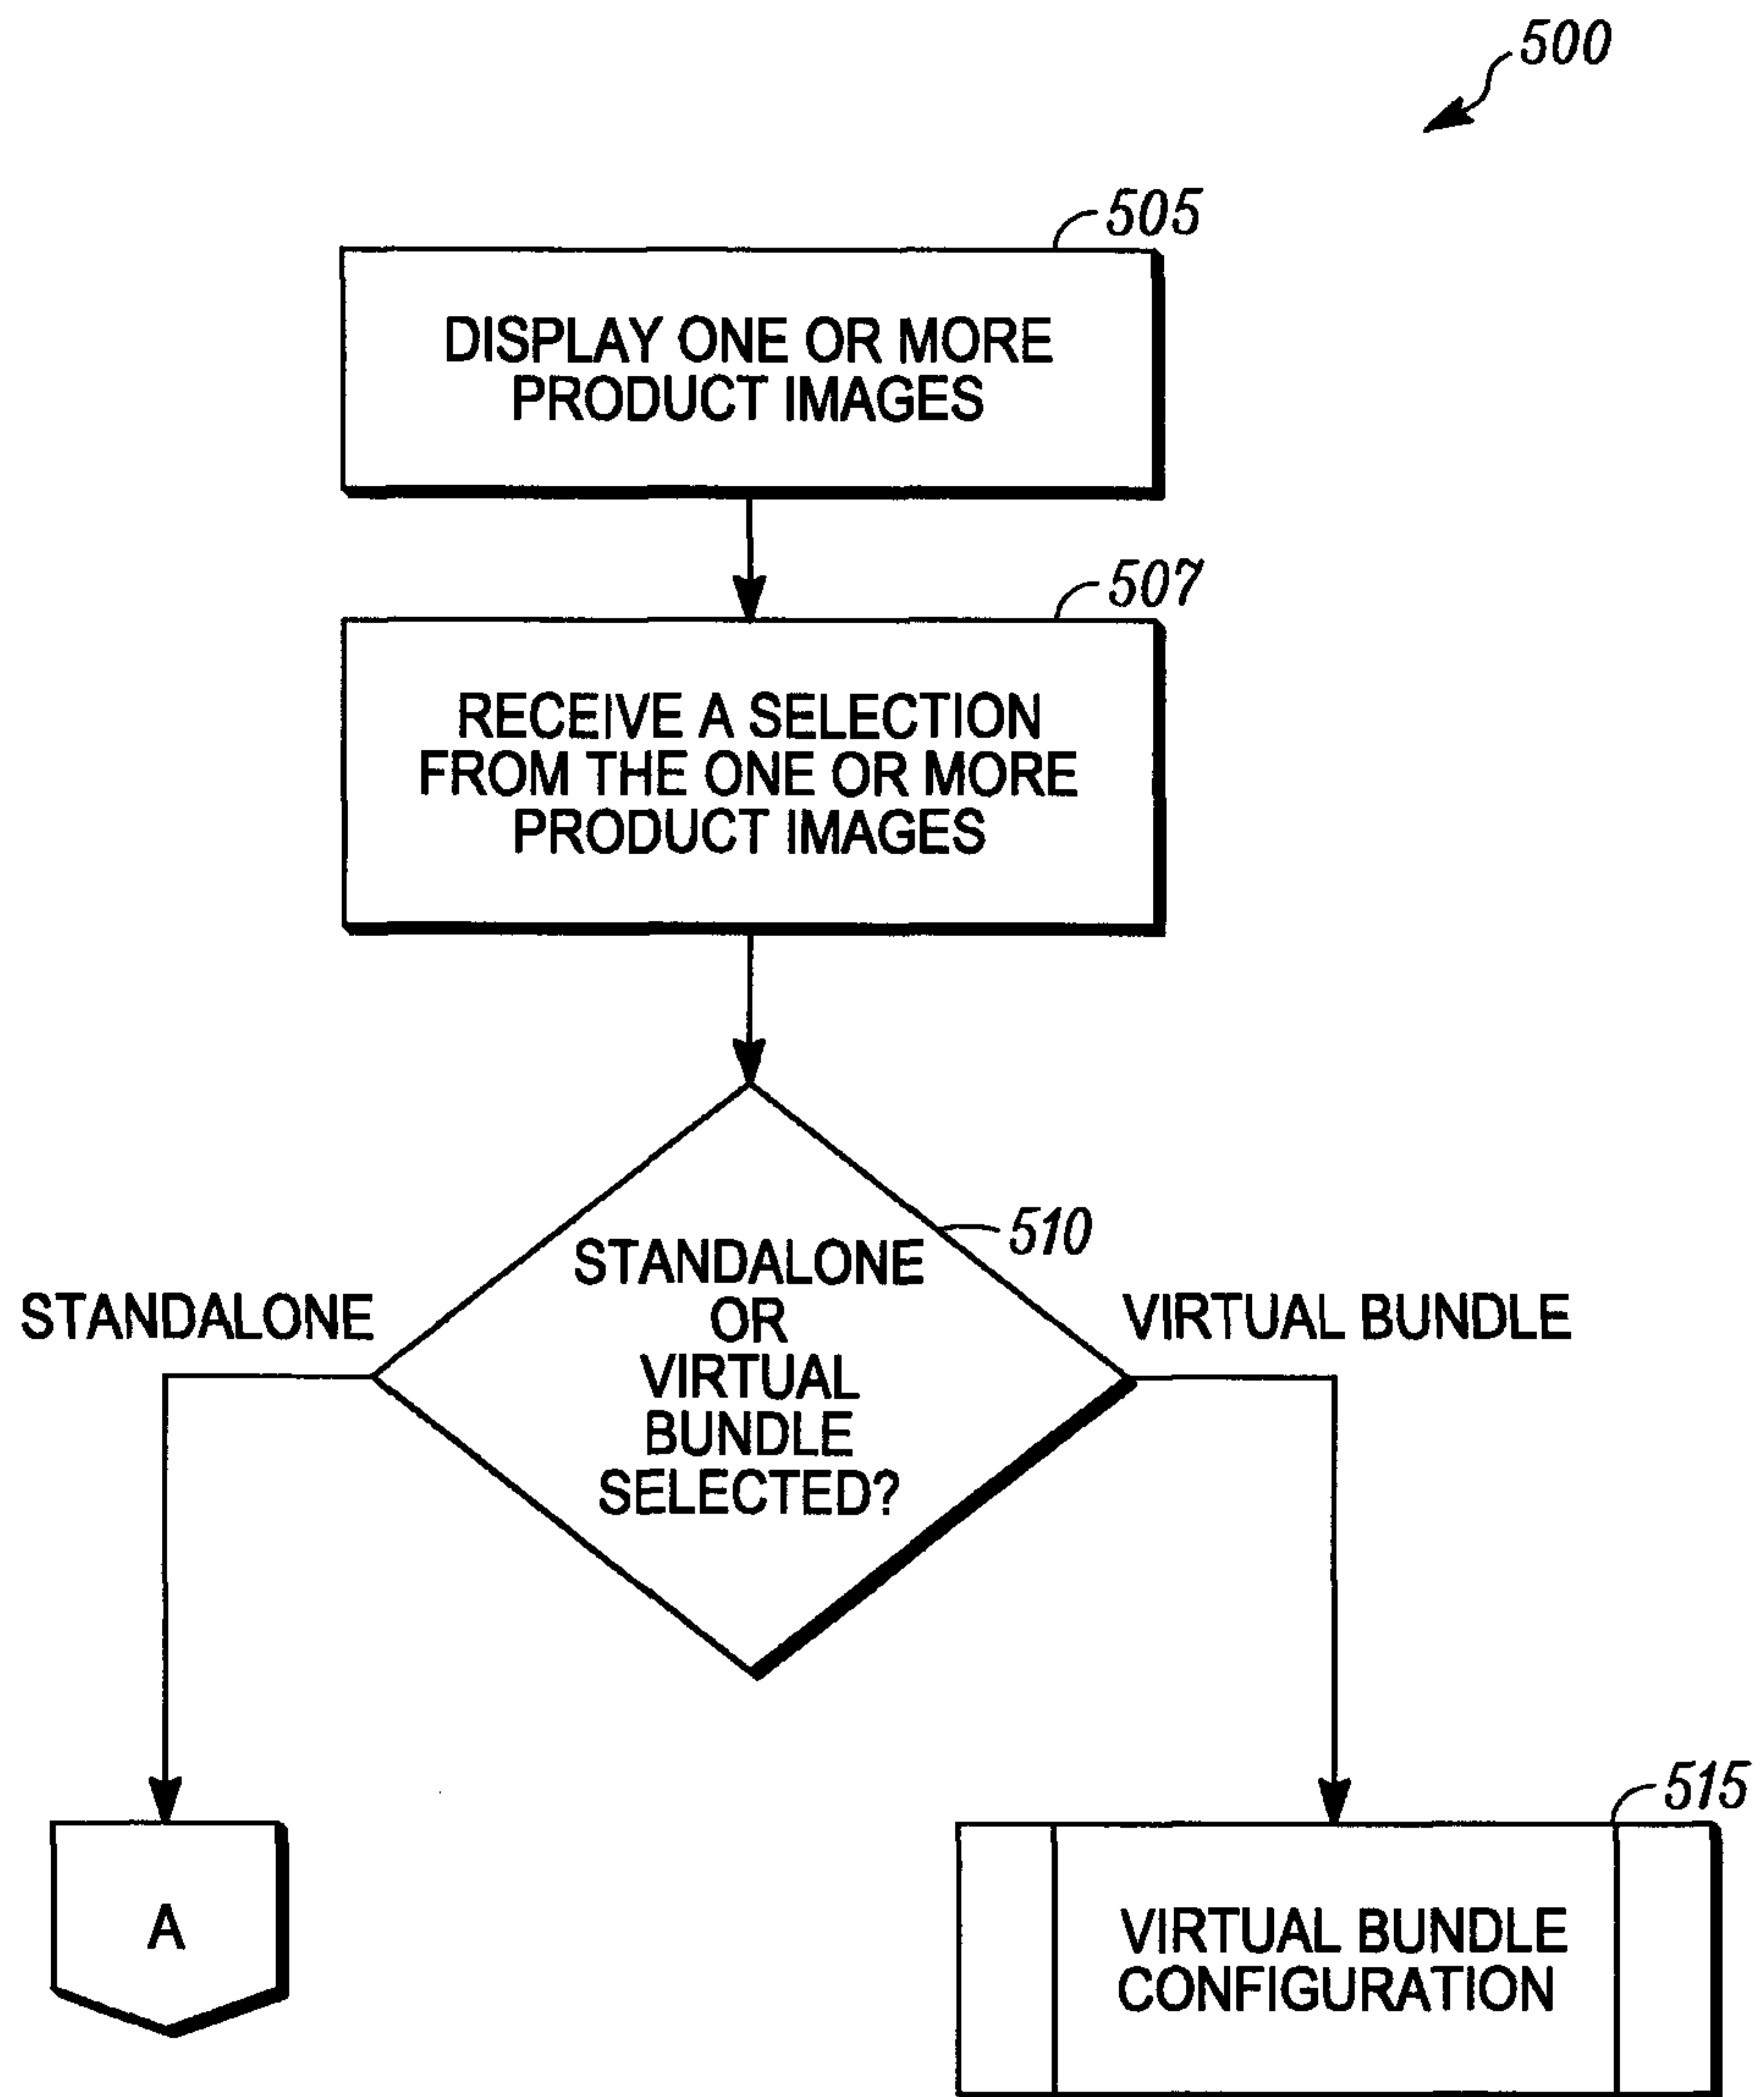 500
505
DISPLAY ONE OR MORE
PRODUCT IMAGES
507
RECEIVE A SELECTION
FROM THE ONE OR MORE
PRODUCT IMAGES
510
STANDALONE
OR
VIRTUAL
BUNDLE
SELECTED?
STANDALONE
VIRTUAL BUNDLE
A
515
VIRTUAL BUNDLE
CONFIGURATION